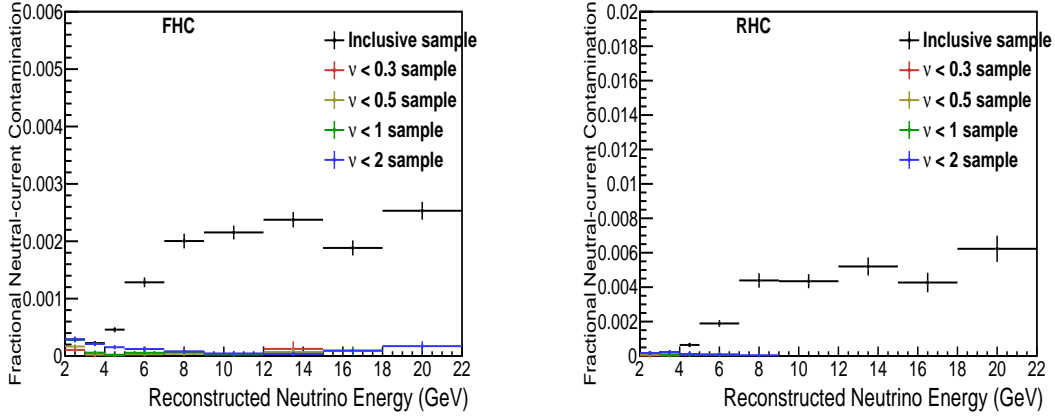 Fractional Neutral-current Contamination
0.006
0.005
0.004
0.003
0.002
0.001
0
FHC
Inclusive sample
ν < 0.3 sample
ν < 0.5 sample
ν < 1 sample
ν < 2 sample
2 4 6 8 10 12 14 16 18 20 22
Reconstructed Neutrino Energy (GeV)
Fractional Neutral-current Contamination
0.02
0.018
0.016
0.014
0.012
0.01
0.008
0.006
0.004
0.002
0
RHC
Inclusive sample
ν < 0.3 sample
ν < 0.5 sample
ν < 1 sample
ν < 2 sample
2 4 6 8 10 12 14 16 18 20 22
Reconstructed Neutrino Energy (GeV)